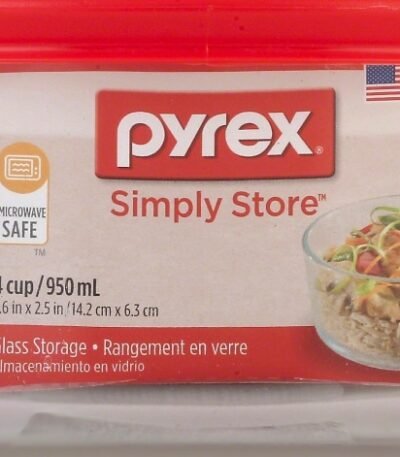 pyrex®
Simply Store™
MICROWAVE
SAFE
TM
4 cup / 950 mL
.6 in x 2.5 in /14.2 cm x 6.3 cm
lass Storage • Rangement en verre
lmacenamiento en vidrio